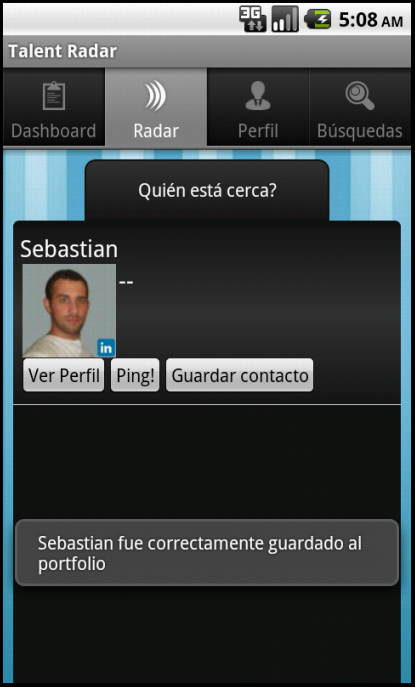 3G
5:08 AM
Talent Radar
Dashboard
Radar
Perfil
Búsquedas
Quién está cerca?
Sebastian
--
in
Ver Perfil
Ping!
Guardar contacto
Sebastian fue correctamente guardado al
portfolio